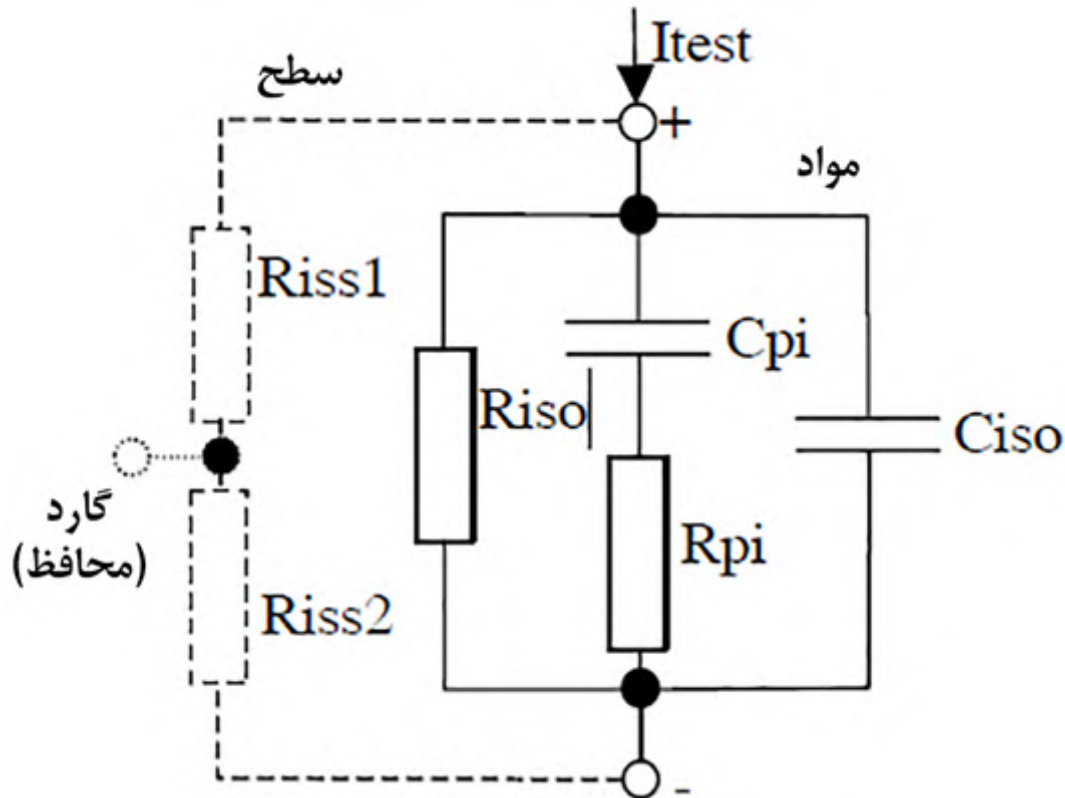 Itest
سطح
+
مواد
Riss1
Cpi
Riso
Ciso
گارد
(محافظ)
Rpi
Riss2
-